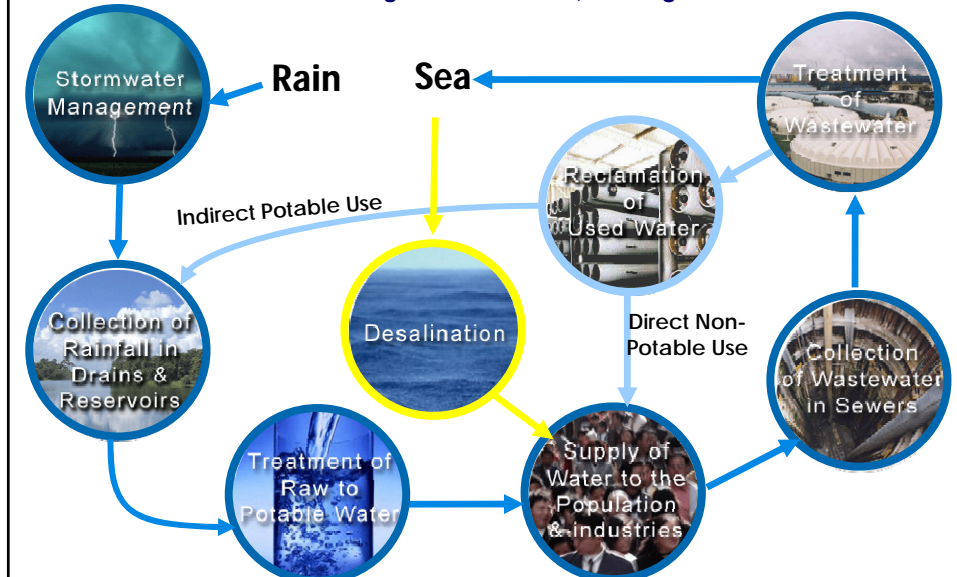 Stormwater
Management
Rain
Sea
Treatment
of
Wastewater
Reclamation
of
Used Water
Indirect Potable Use
Collection of
Rainfall in
Drains &
Reservoirs
Desalination
Direct Non-
Potable Use
Collection
of Wastewater
in Sewers
Treatment of
Raw to
Potable Water
Supply of
Water to the
Population
& industries